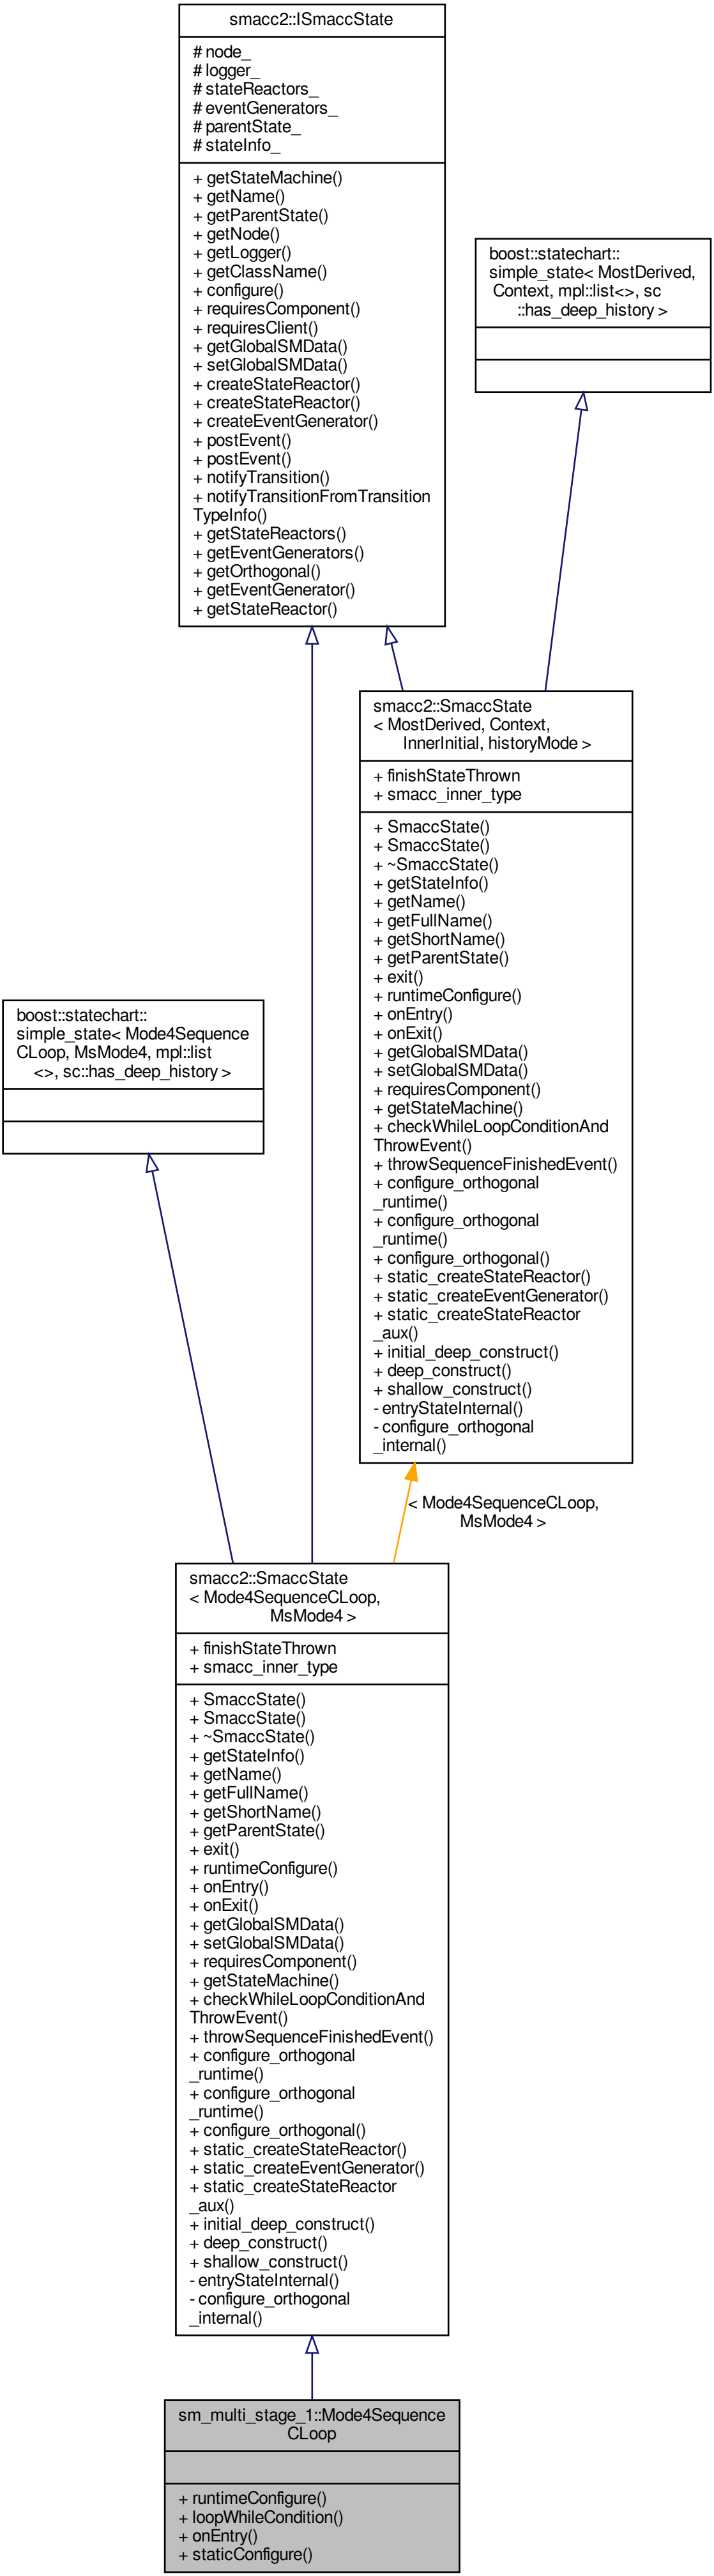 smacc2::ISmaccState
# node_
# logger_
# stateReactors_
# eventGenerators_
# parentState_
# stateInfo_
+ getStateMachine()
+ getName()
+ getParentState()
+ getNode()
+ getLogger()
+ getClassName()
+ configure()
+ requiresComponent()
+ requiresClient()
+ getGlobalSMData()
+ setGlobalSMData()
+ createStateReactor()
+ createStateReactor()
+ createEventGenerator()
+ postEvent()
+ postEvent()
+ notifyTransition()
+ notifyTransitionFromTransition
TypeInfo()
+ getStateReactors()
+ getEventGenerators()
+ getOrthogonal()
+ getEventGenerator()
+ getStateReactor()
boost::statechart::
simple_state< MostDerived,
Context, mpl::list<>, sc
::has_deep_history >
smacc2::SmaccState
< MostDerived, Context,
InnerInitial, historyMode >
+ finishStateThrown
+ smacc_inner_type
+ SmaccState()
+ SmaccState()
+ ~SmaccState()
+ getStateInfo()
+ getName()
+ getFullName()
+ getShortName()
+ getParentState()
+ exit()
+ runtimeConfigure()
+ onEntry()
+ onExit()
+ getGlobalSMData()
+ setGlobalSMData()
+ requiresComponent()
+ getStateMachine()
+ checkWhileLoopConditionAnd
ThrowEvent()
+ throwSequenceFinishedEvent()
+ configure_orthogonal
_runtime()
+ configure_orthogonal
_runtime()
+ configure_orthogonal()
+ static_createStateReactor()
+ static_createEventGenerator()
+ static_createStateReactor
_aux()
+ initial_deep_construct()
+ deep_construct()
+ shallow_construct()
- entryStateInternal()
- configure_orthogonal
_internal()
boost::statechart::
simple_state< Mode4Sequence
CLoop, MsMode4, mpl::list
<>, sc::has_deep_history >
< Mode4SequenceCLoop,
MsMode4 >
smacc2::SmaccState
< Mode4SequenceCLoop,
MsMode4 >
+ finishStateThrown
+ smacc_inner_type
+ SmaccState()
+ SmaccState()
+ ~SmaccState()
+ getStateInfo()
+ getName()
+ getFullName()
+ getShortName()
+ getParentState()
+ exit()
+ runtimeConfigure()
+ onEntry()
+ onExit()
+ getGlobalSMData()
+ setGlobalSMData()
+ requiresComponent()
+ getStateMachine()
+ checkWhileLoopConditionAnd
ThrowEvent()
+ throwSequenceFinishedEvent()
+ configure_orthogonal
_runtime()
+ configure_orthogonal
_runtime()
+ configure_orthogonal()
+ static_createStateReactor()
+ static_createEventGenerator()
+ static_createStateReactor
_aux()
+ initial_deep_construct()
+ deep_construct()
+ shallow_construct()
- entryStateInternal()
- configure_orthogonal
_internal()
sm_multi_stage_1::Mode4Sequence
CLoop
+ runtimeConfigure()
+ loopWhileCondition()
+ onEntry()
+ staticConfigure()